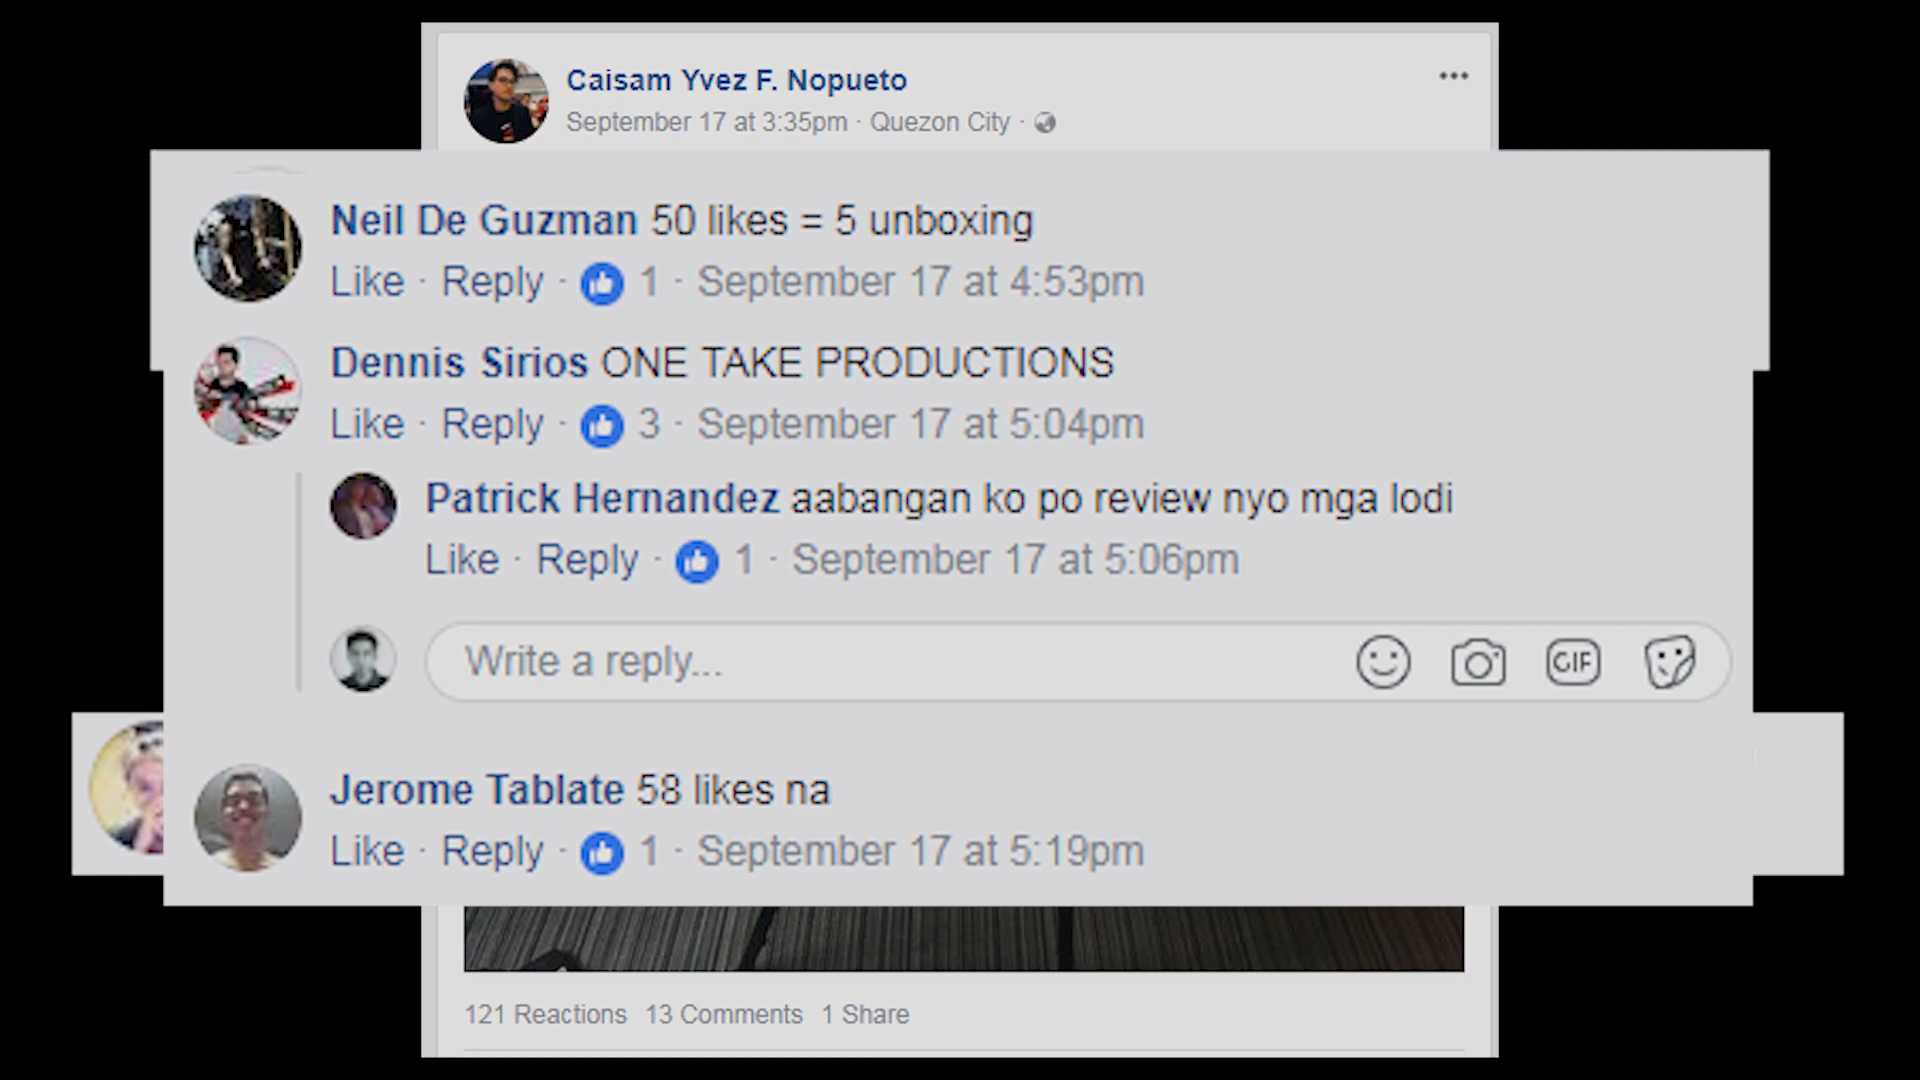 Caisam Yvez F. Nopueto
September 17 at 3:35pm · Quezon City ·
Neil De Guzman 50 likes = 5 unboxing
Like · Reply · 1 · September 17 at 4:53pm
Dennis Sirios ONE TAKE PRODUCTIONS
Like · Reply · 3 · September 17 at 5:04pm
Patrick Hernandez aabangan ko po review nyo mga lodi
Like · Reply · 1 · September 17 at 5:06pm
Write a reply...
GIF
Jerome Tablate 58 likes na
Like · Reply · 1 · September 17 at 5:19pm
121 Reactions 13 Comments 1 Share